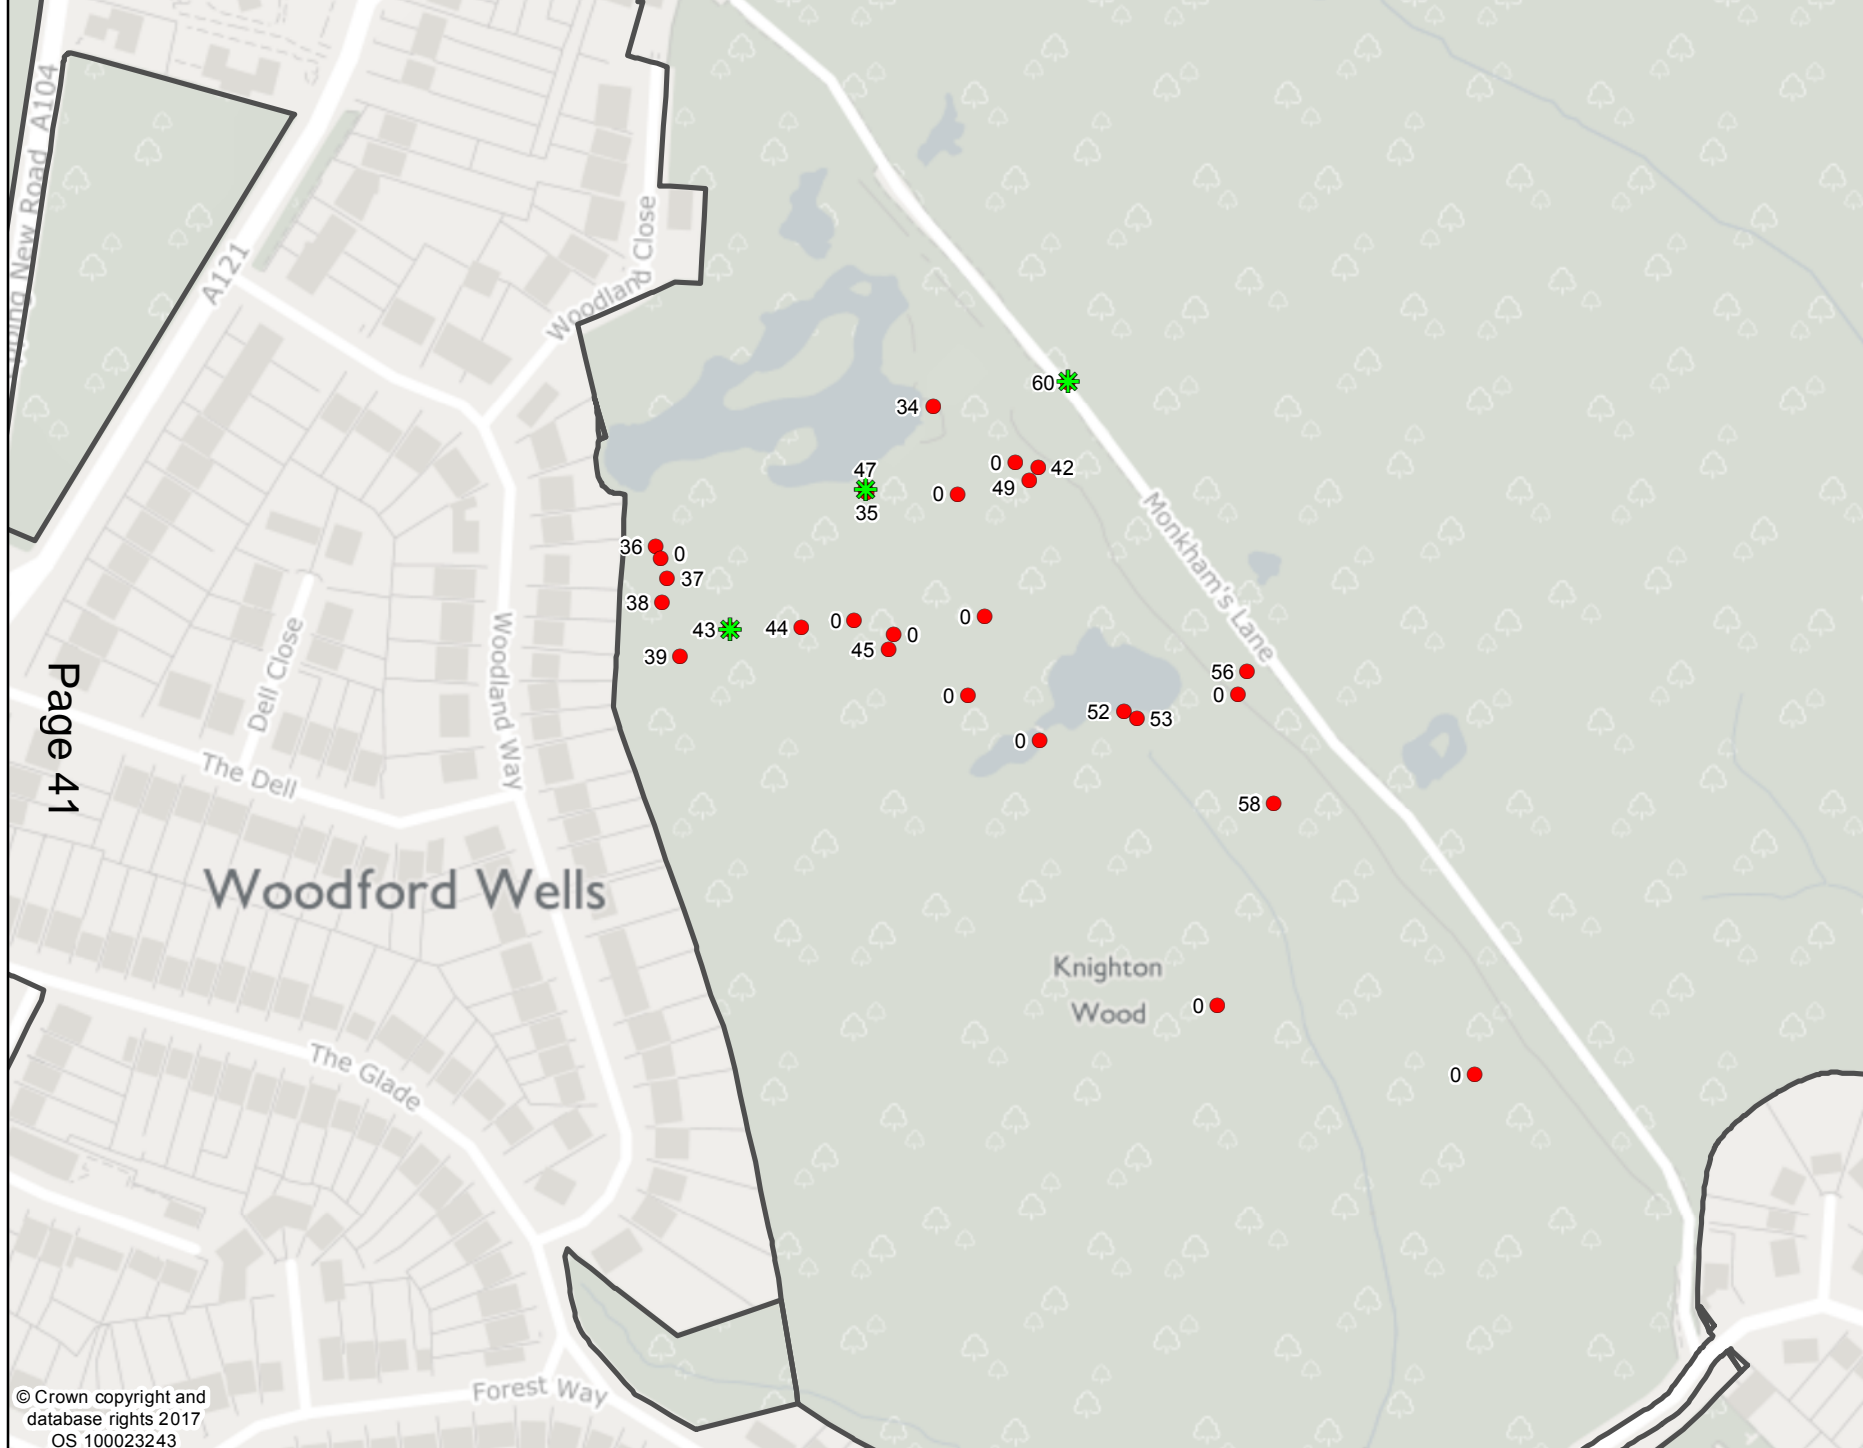 A104
New Road
Woodland Close
A121
60
34
47
35
0
42
49
0
36
0
37
38
43
44
0
0
45
0
39
Monkham's Lane
56
0
0
52
53
0
58
Dell Close
Woodland Way
The Dell
Page 41
Woodford Wells
Knighton
Wood
0
0
The Glade
Forest Way
© Crown copyright and
database rights 2017
OS 100023243